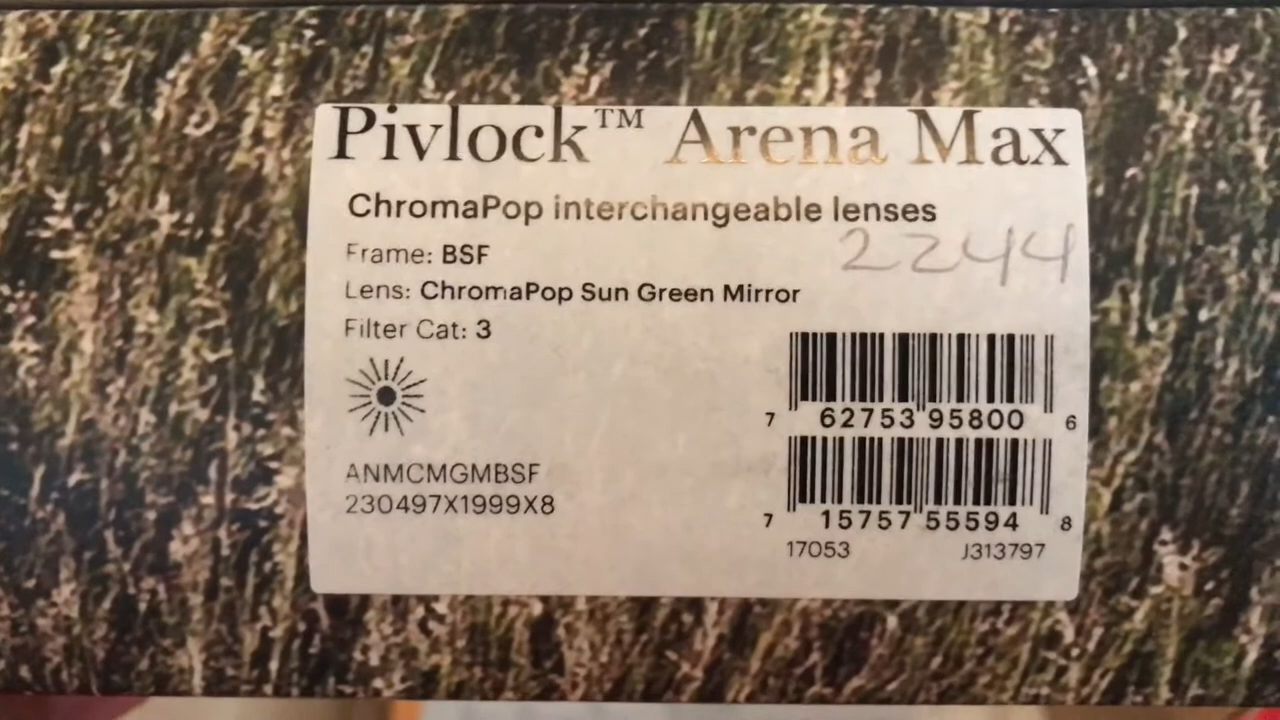 Pivlock™ Arena Max
ChromaPop interchangeable lenses
2244
Frame: BSF
Lens: ChromaPop Sun Green Mirror
Filter Cat: 3
ANMCMGMBSF
230497X1999X8
7 62753 95800 6
7 15757 55594 8
17053 J313797